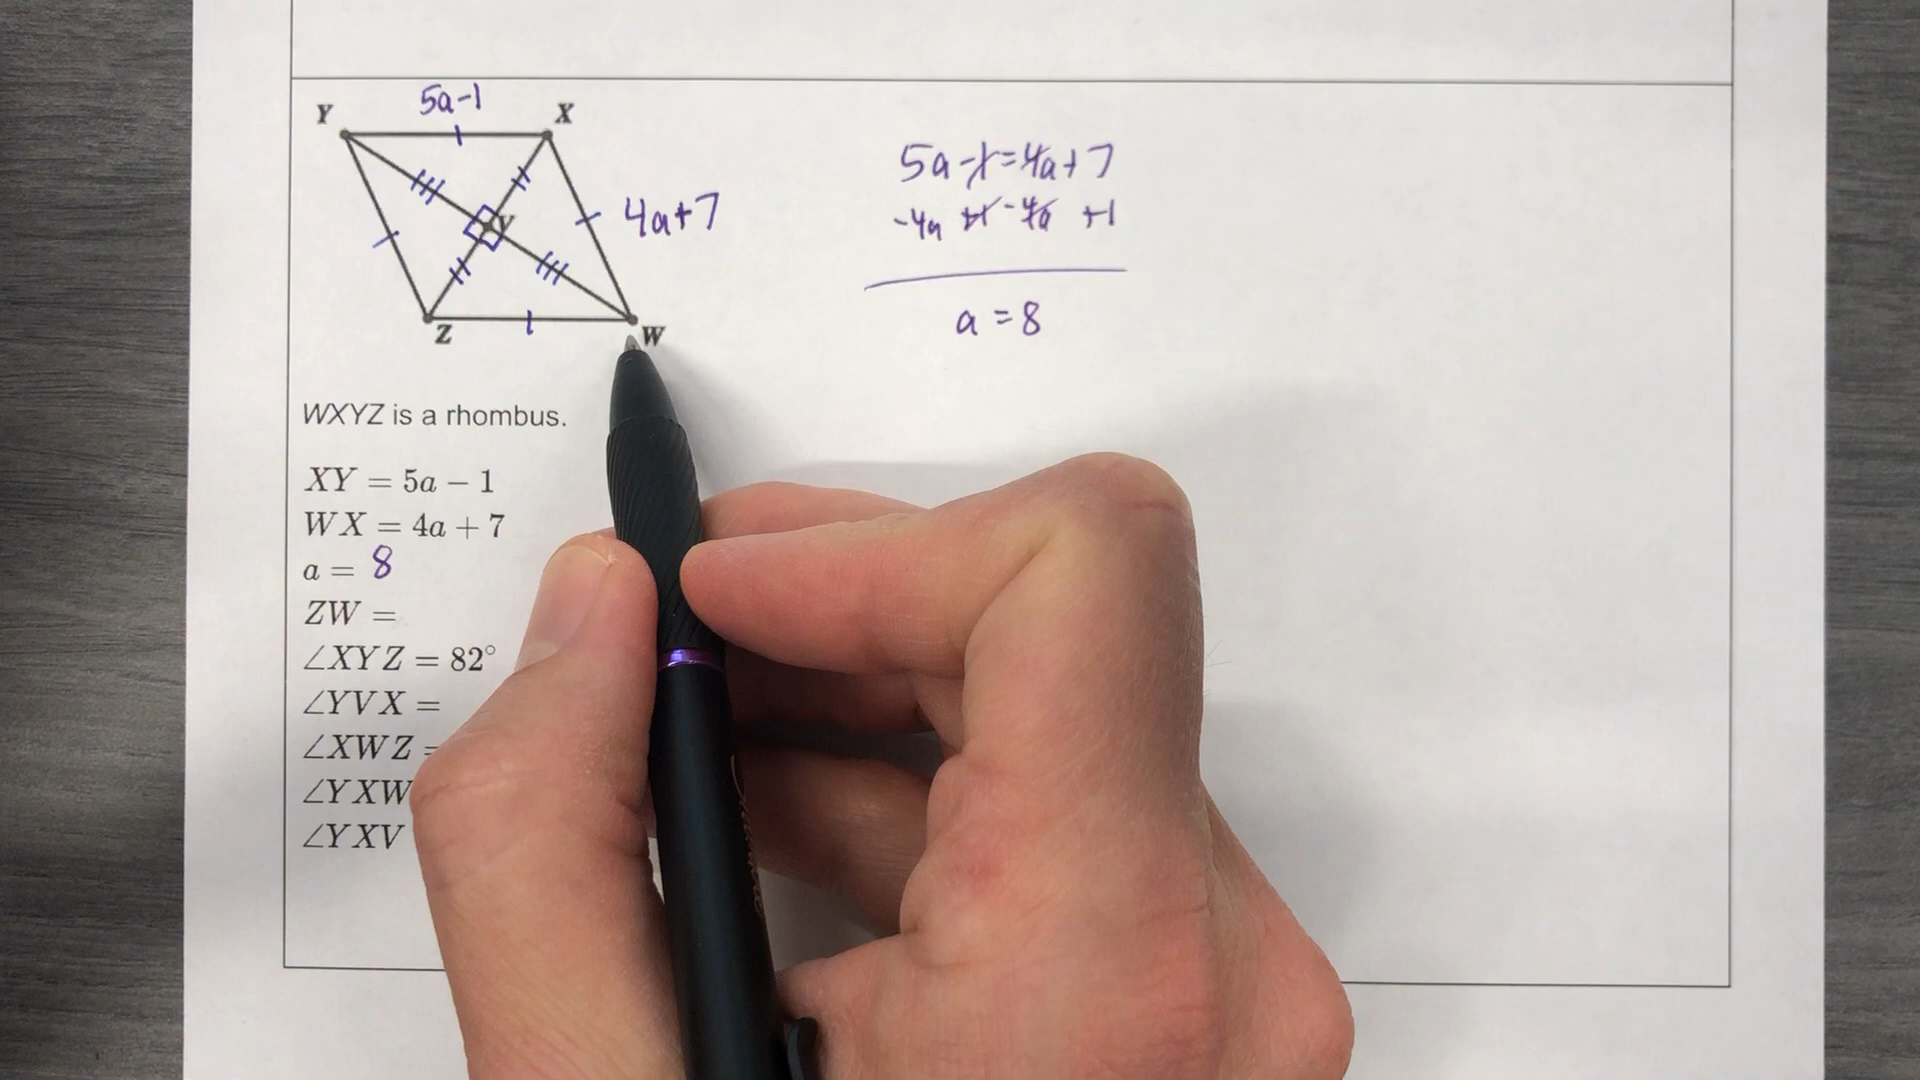 5a-1
Y
X
4a+7
V
Z
W
5a-1=4a+7
-4a +1 -4a +1
a=8
WXYZ is a rhombus.
XY = 5a − 1
WX = 4a + 7
a = 8
ZW =
∠XYZ = 82°
∠YVX =
∠XWZ =
∠YXW
∠YXV